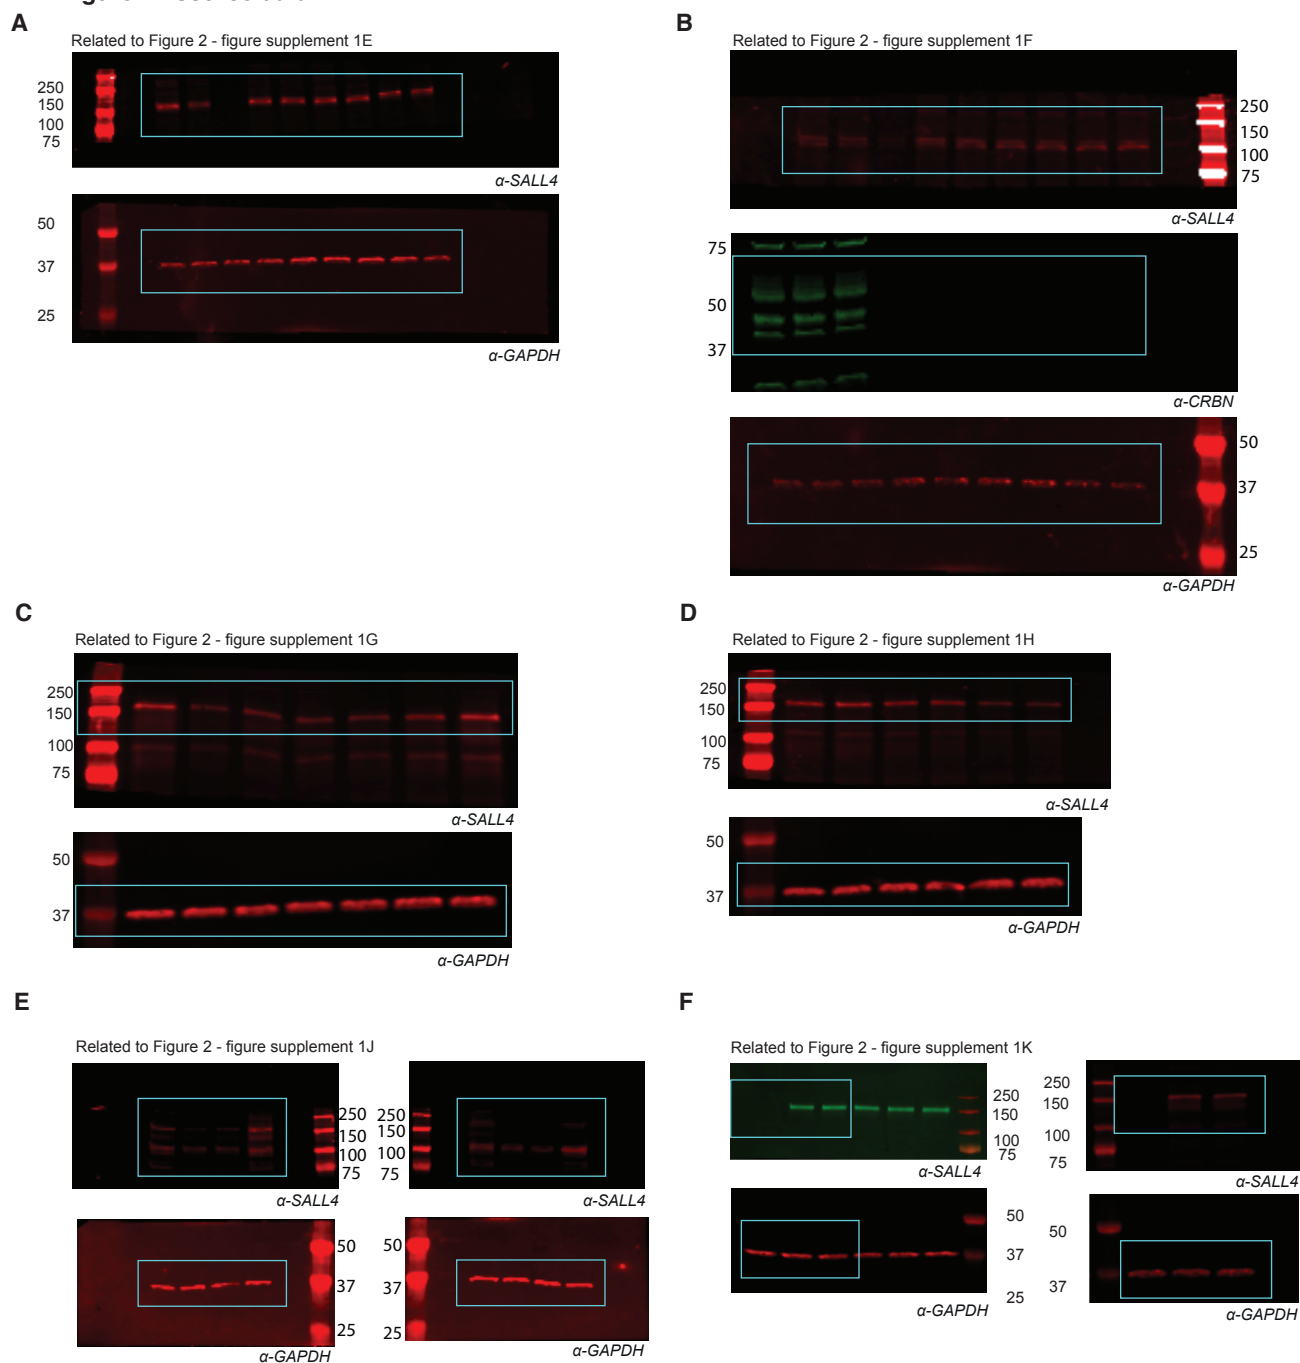 A
Related to Figure 2 - figure supplement 1E
250
150
100
75
α-SALL4
50
37
25
α-GAPDH
B
Related to Figure 2 - figure supplement 1F
250
150
100
75
α-SALL4
75
50
37
α-CRBN
50
37
25
α-GAPDH
C
Related to Figure 2 - figure supplement 1G
250
150
100
75
α-SALL4
50
37
α-GAPDH
D
Related to Figure 2 - figure supplement 1H
250
150
100
75
α-SALL4
50
37
α-GAPDH
E
Related to Figure 2 - figure supplement 1J
250
150
100
75
α-SALL4
250
150
100
75
α-SALL4
50
37
25
α-GAPDH
50
37
25
α-GAPDH
F
Related to Figure 2 - figure supplement 1K
250
150
100
75
α-SALL4
250
150
100
75
α-SALL4
50
37
25
α-GAPDH
50
37
α-GAPDH